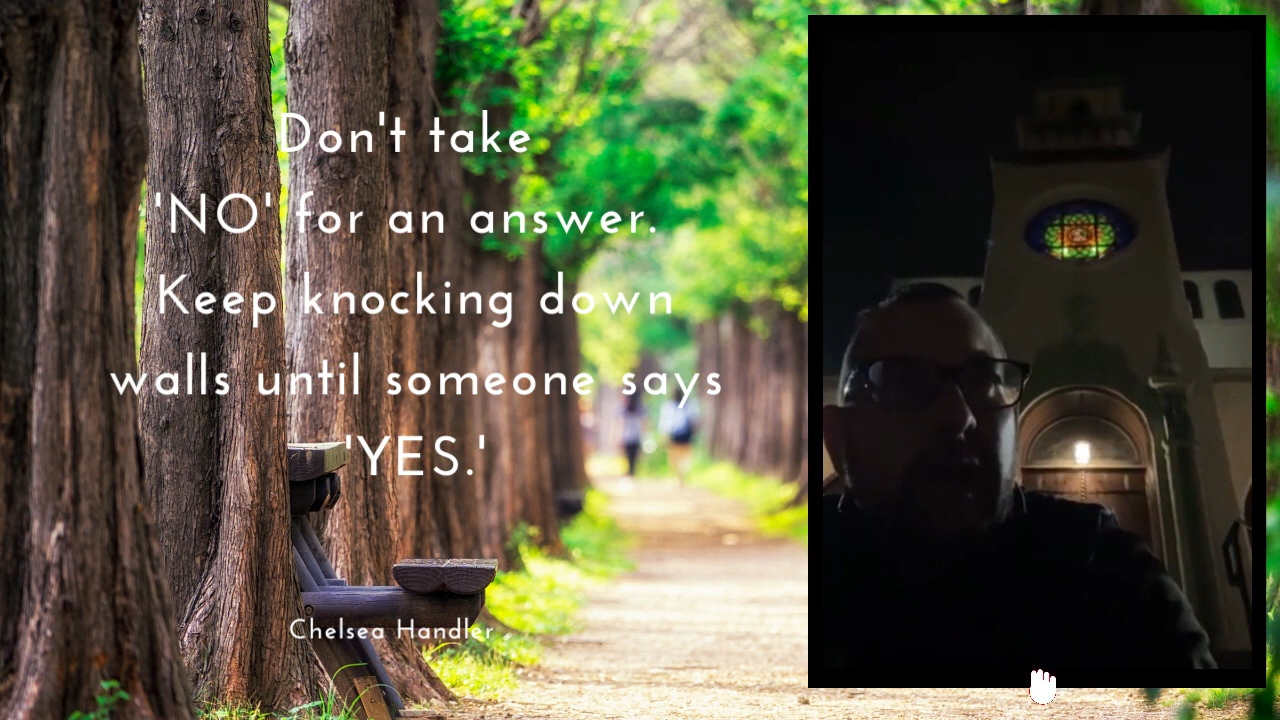 Don't take
'NO' for an answer.
Keep knocking down
walls until someone says
'YES.'
Chelsea Handler